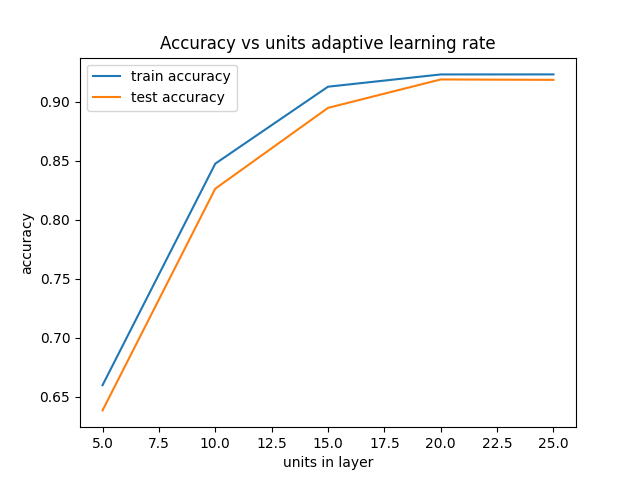 Accuracy vs units adaptive learning rate
train accuracy
test accuracy
0.90
0.85
0.80
0.75
0.70
0.65
accuracy
5.0 7.5 10.0 12.5 15.0 17.5 20.0 22.5 25.0
units in layer